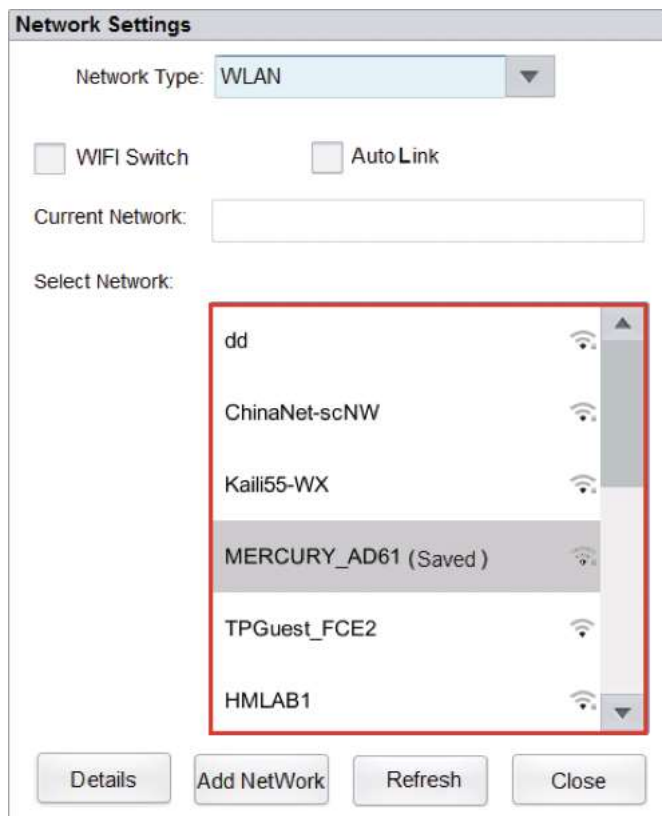 Network Settings
Network Type: WLAN
WIFI Switch Auto Link
Current Network:
Select Network:
dd
ChinaNet-scNW
Kaili55-WX
MERCURY_AD61 (Saved )
TPGuest_FCE2
HMLAB1
Details Add NetWork Refresh Close